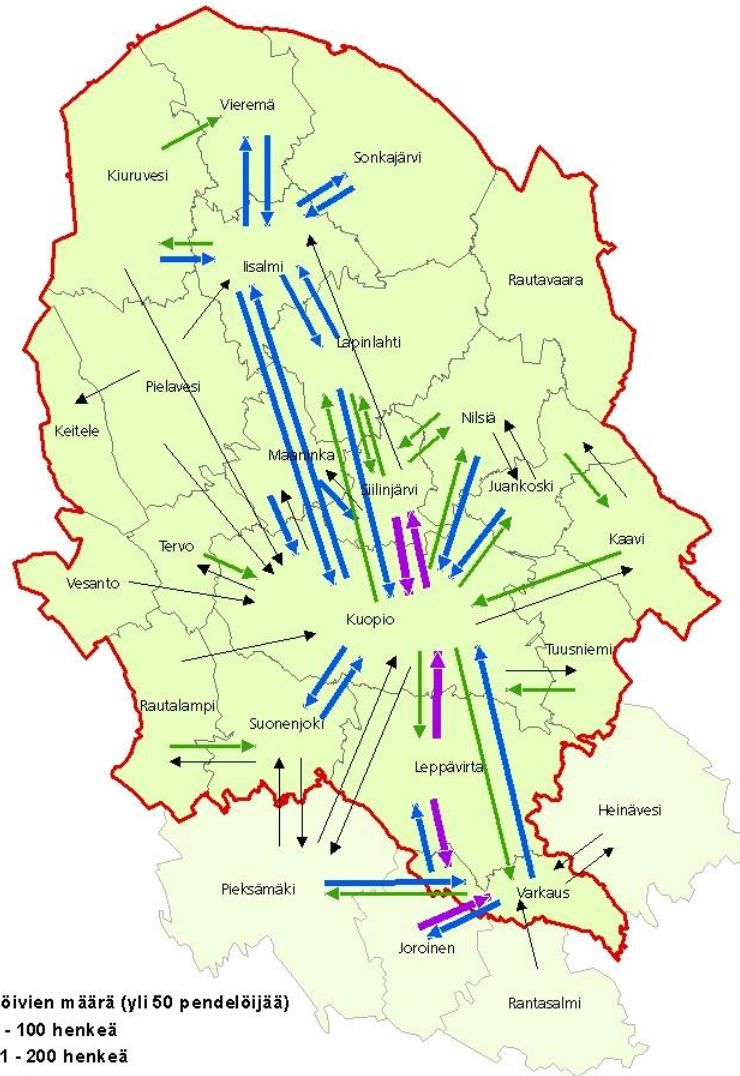 Vieremä
Sonkajärvi
Kiuruvesi
Iisalmi
Rautavaara
Lapinlahti
Pielavesi
Keitele
Nilsiä
Maaninka
Siilinjärvi
Juankoski
Kaavi
Tervo
Vesanto
Kuopio
Tuusniemi
Rautalampi
Suonenjoki
Leppävirta
Heinävesi
Pieksämäki
Varkaus
Joroinen
Rantasalmi
öivien määrä (yli 50 pendelöijää)
- 100 henkeä
1 - 200 henkeä